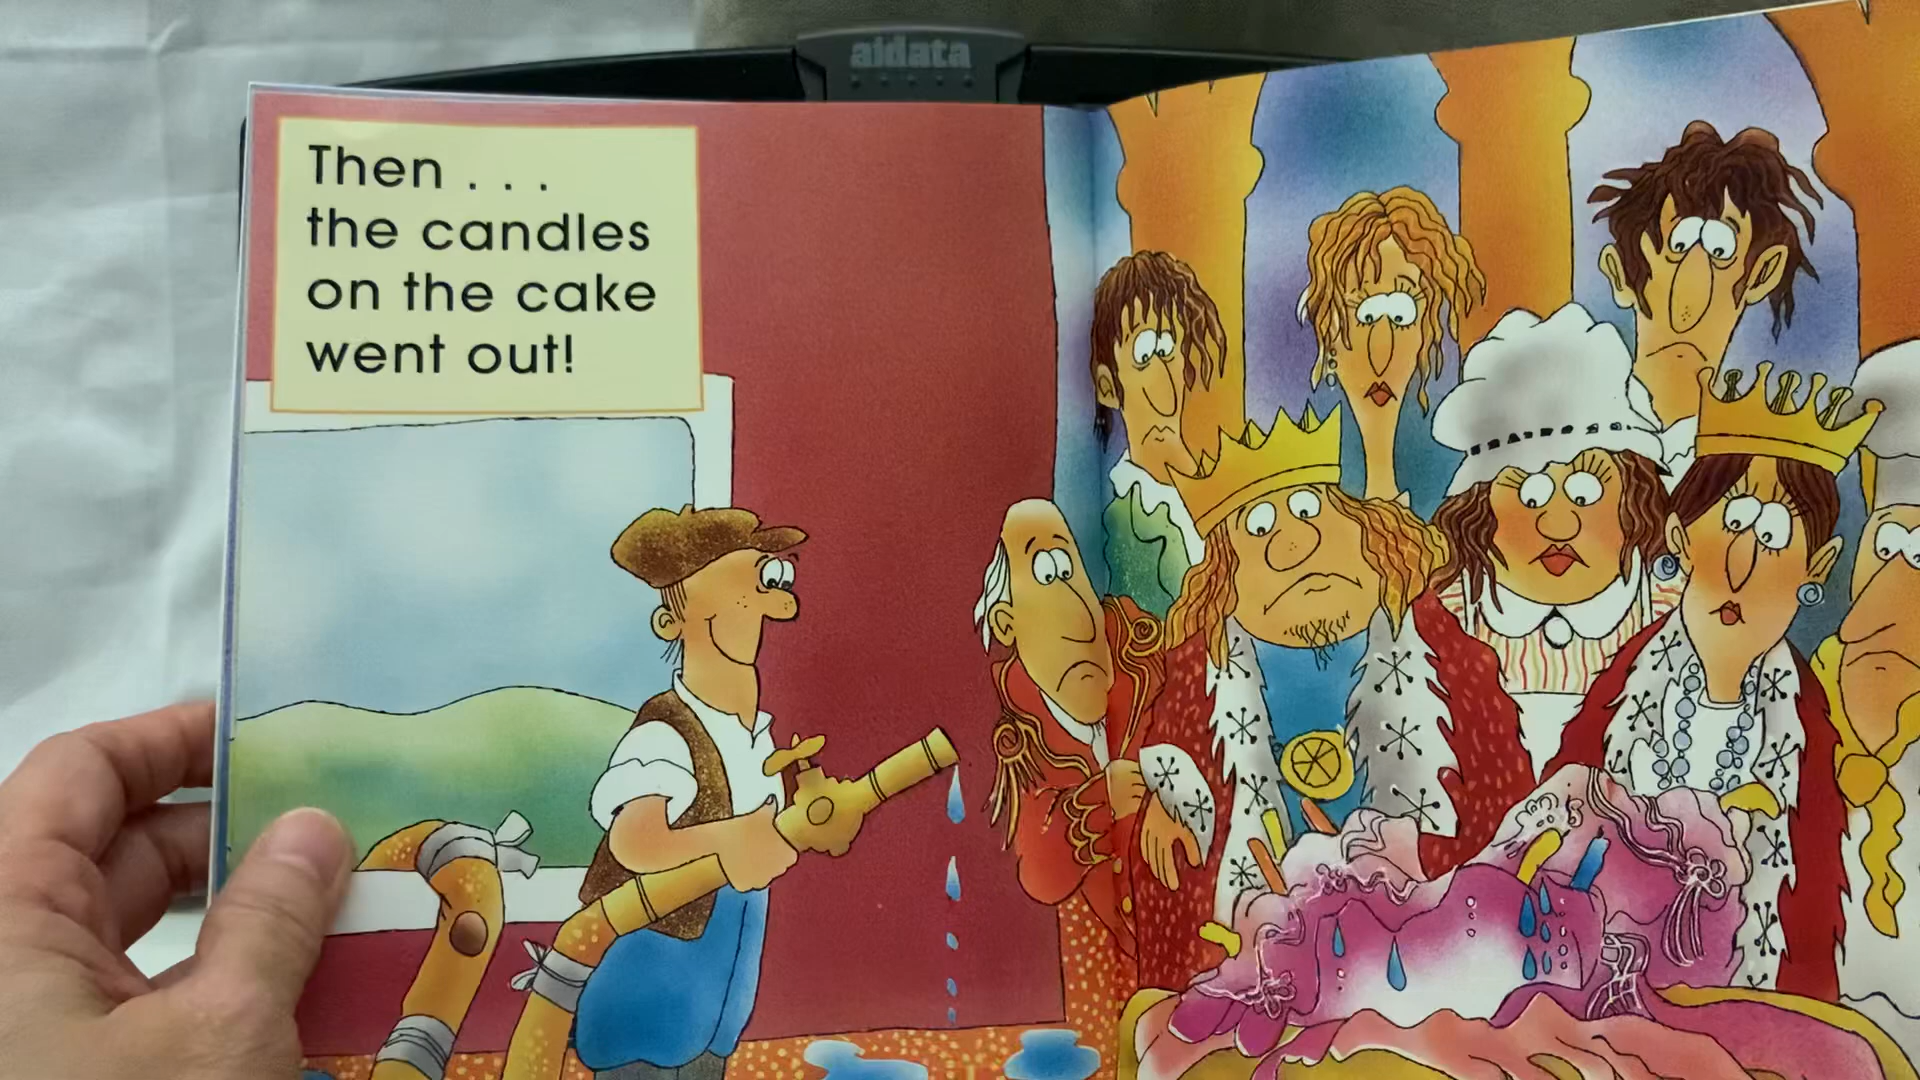 aidata
Then . . .
the candles
on the cake
went out!